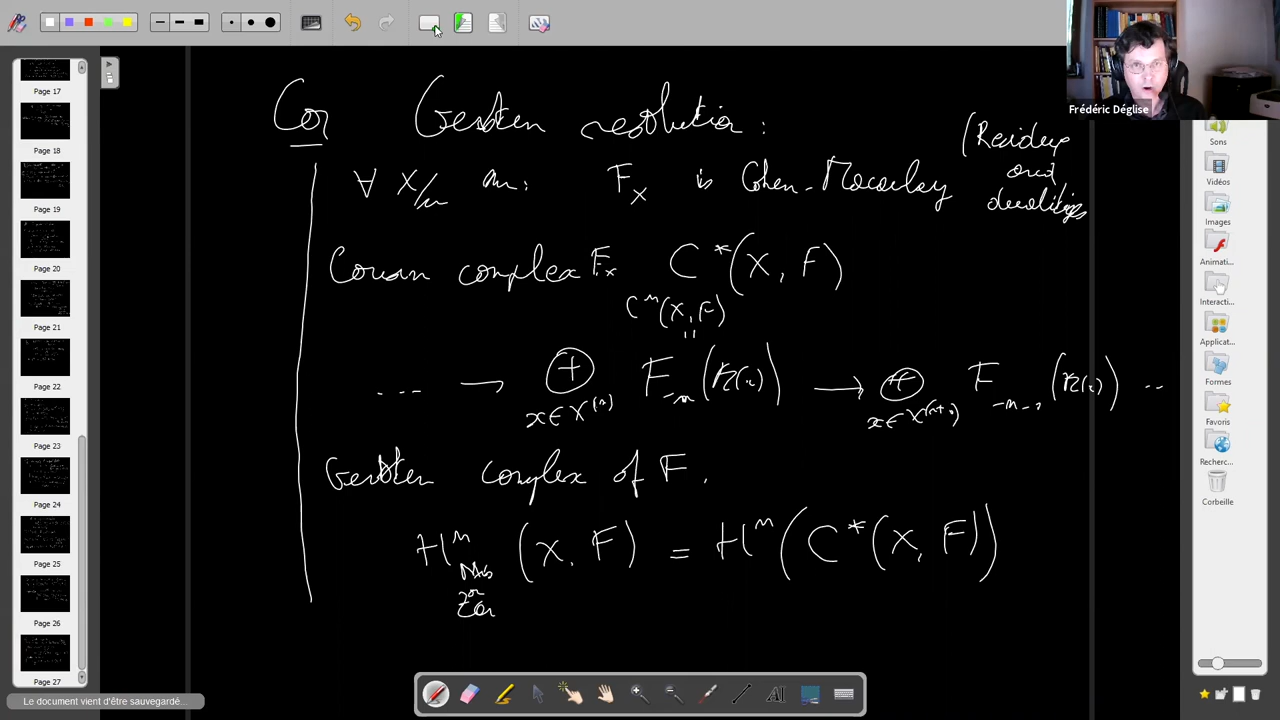 Frédéric Déglise
Cor Gersten resolution :
∀ X/k sm. F_X is Cohen-Macaulay
(Residues
and
Cousin complex F_X C^*(X, F)
C^n(X, F)
=
... → ⊕ F_{-n}(κ(x)) → ⊕ F_{-n-1}(κ(x)) ...
x∈X^(n) x∈X^(n+1)
Gersten complex of F.
H^n_{Nis} (X, F) = H^n(C^*(X, F))
Zar
Page 17
Page 18
Page 19
Page 20
Page 21
Page 22
Page 23
Page 24
Page 25
Page 26
Page 27
Sons
Vidéos
Images
Animati...
Interacti...
Applicat...
Formes
Favoris
Recherc...
Corbeille
AI
Le document vient d'être sauvegardé...